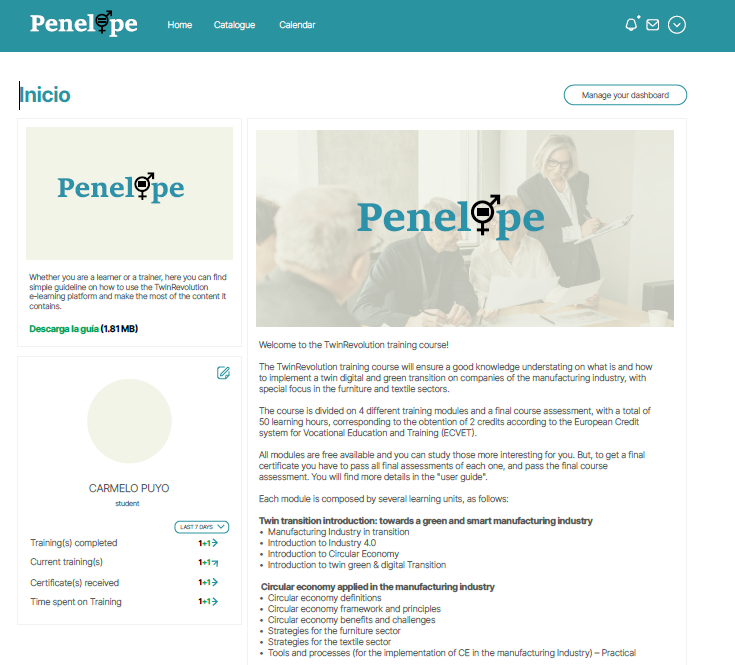 Penelope
Home
Catalogue
Calendar
Inicio
Manage your dashboard
Penelope
Whether you are a learner or a trainer, here you can find
simple guideline on how to use the TwinRevolution
e-learning platform and make the most of the content it
contains.
Descarga la guía (1.81 MB)
CARMELO PUYO
student
LAST 7 DAYS
Training(s) completed 1+1
Current training(s) 1+1
Certificate(s) received 1+1
Time spent on Training 1+1
Penelope
Welcome to the TwinRevolution training course!
The TwinRevolution training course will ensure a good knowledge understating on what is and how
to implement a twin digital and green transition on companies of the manufacturing industry, with
special focus in the furniture and textile sectors.
The course is divided on 4 different training modules and a final course assessment, with a total of
50 learning hours, corresponding to the obtention of 2 credits according to the European Credit
system for Vocational Education and Training (ECVET).
All modules are free available and you can study those more interesting for you. But, to get a final
certificate you have to pass all final assessments of each one, and pass the final course
assessment. You will find more details in the "user guide".
Each module is composed by several learning units, as follows:
Twin transition introduction: towards a green and smart manufacturing industry
• Manufacturing Industry in transition
• Introduction to Industry 4.0
• Introduction to Circular Economy
• Introduction to twin green & digital Transition
Circular economy applied in the manufacturing industry
• Circular economy definitions
• Circular economy framework and principles
• Circular economy benefits and challenges
• Strategies for the furniture sector
• Strategies for the textile sector
• Tools and processes (for the implementation of CE in the manufacturing Industry) – Practical